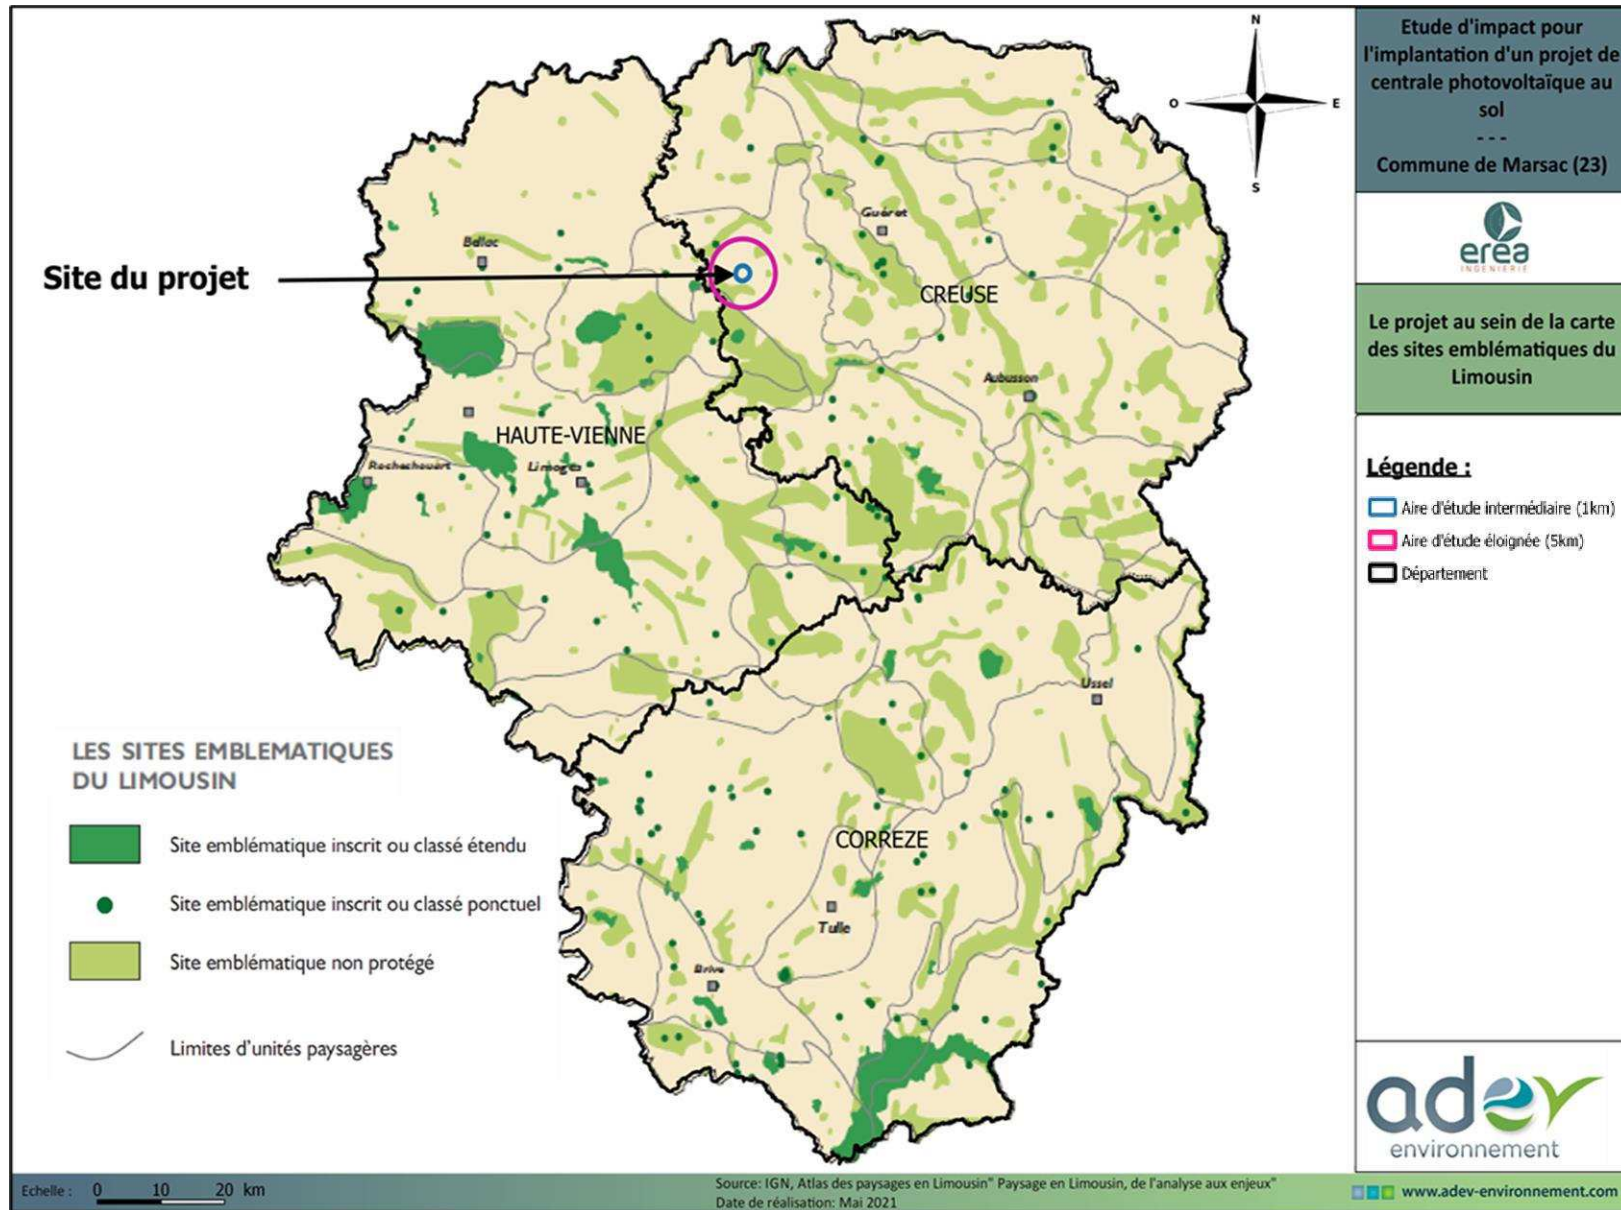 Etude d'impact pour
l'implantation d'un projet de
centrale photovoltaïque au
sol
- - -
Commune de Marsac (23)
erea
INGENIERIE
Le projet au sein de la carte
des sites emblématiques du
Limousin
Légende :
Aire d'étude intermédiaire (1km)
Aire d'étude éloignée (5km)
Département
N
O
E
S
Site du projet
Bellac
Guéret
CREUSE
Aubusson
HAUTE-VIENNE
Rochechouart
Limoges
Ussel
CORREZE
Tulle
Brive
LES SITES EMBLEMATIQUES
DU LIMOUSIN
Site emblématique inscrit ou classé étendu
Site emblématique inscrit ou classé ponctuel
Site emblématique non protégé
Limites d'unités paysagères
adev
environnement
Echelle : 0 10 20 km
Source: IGN, Atlas des paysages en Limousin" Paysage en Limousin, de l'analyse aux enjeux"
Date de réalisation: Mai 2021
www.adev-environnement.com